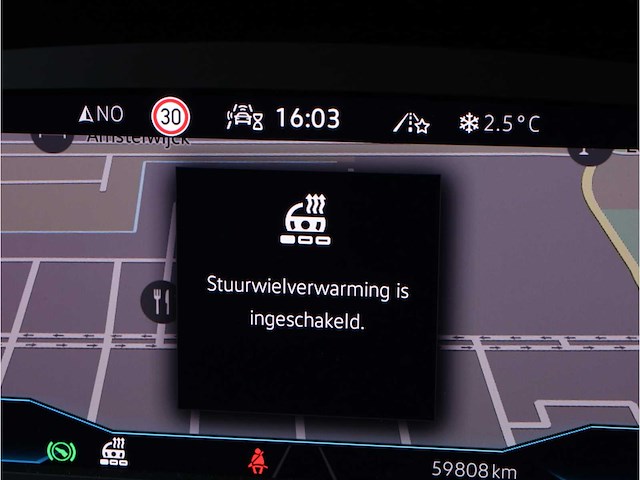 NO 30 16:03 2.5°C
Amstelwijck
Stuurwielverwarming is
ingeschakeld.
59808 km